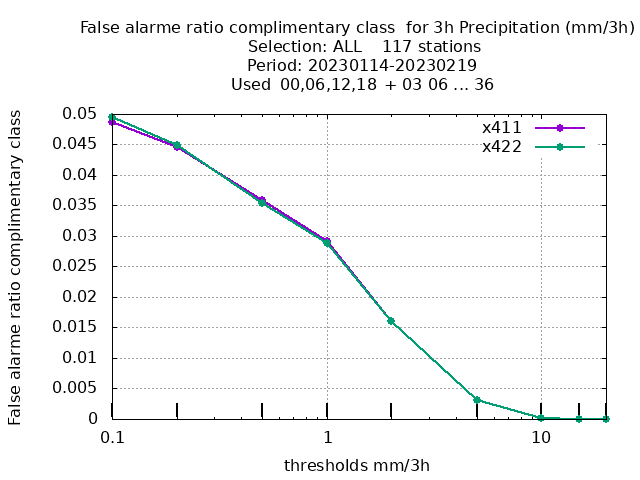 False alarme ratio complimentary class  for 3h Precipitation (mm/3h)
Selection: ALL    117 stations
Period: 20230114-20230219
Used  00,06,12,18  + 03 06 ... 36
False alarme ratio complimentary class
0.05
0.045
0.04
0.035
0.03
0.025
0.02
0.015
0.01
0.005
0
x411
x422
0.1
1
10
thresholds mm/3h